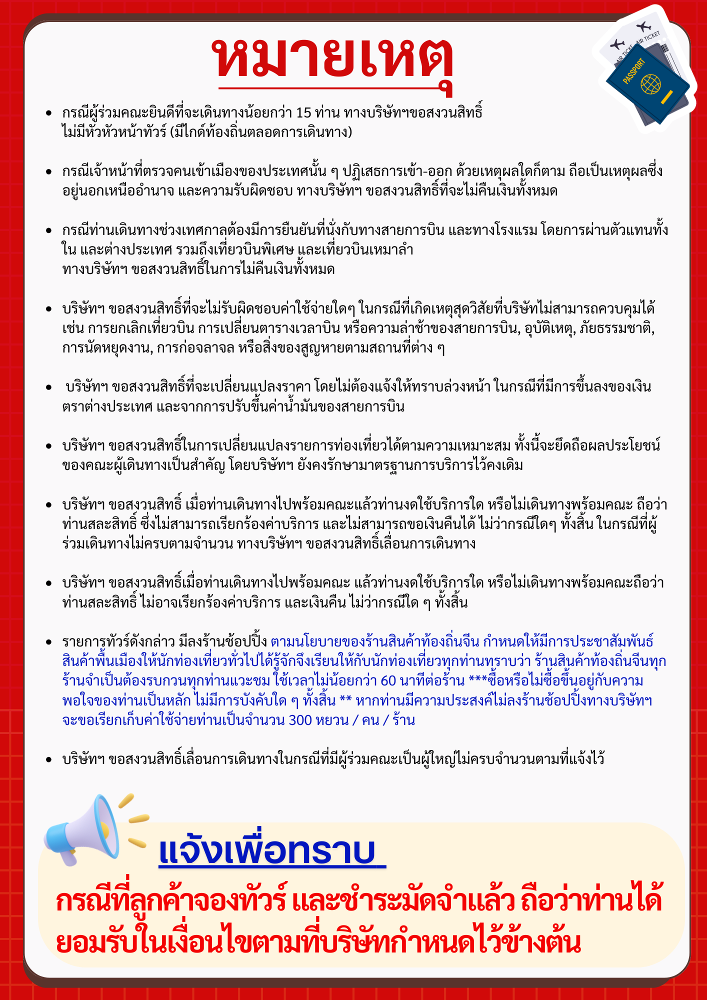 หมายเหตุ
AIR TICKET
AIR TICKE
PASSPORT
• กรณีผู้ร่วมคณะยินดีที่จะเดินทางน้อยกว่า 15 ท่าน ทางบริษัทฯขอสงวนสิทธิ์
ไม่มีหัวหัวหน้าทัวร์ (มีไกด์ท้องถิ่นตลอดการเดินทาง)
• กรณีเจ้าหน้าที่ตรวจคนเข้าเมืองของประเทศนั้น ๆ ปฏิเสธการเข้า-ออก ด้วยเหตุผลใดก็ตาม ถือเป็นเหตุผลซึ่ง
อยู่นอกเหนืออำนาจ และความรับผิดชอบ ทางบริษัทฯ ขอสงวนสิทธิ์ที่จะไม่คืนเงินทั้งหมด
• กรณีท่านเดินทางช่วงเทศกาลต้องมีการยืนยันที่นั่งกับทางสายการบิน และทางโรงแรม โดยการผ่านตัวแทนทั้ง
ใน และต่างประเทศ รวมถึงเที่ยวบินพิเศษ และเที่ยวบินเหมาลำ
ทางบริษัทฯ ขอสงวนสิทธิ์ในการไม่คืนเงินทั้งหมด
• บริษัทฯ ขอสงวนสิทธิ์ที่จะไม่รับผิดชอบค่าใช้จ่ายใดๆ ในกรณีที่เกิดเหตุสุดวิสัยที่บริษัทไม่สามารถควบคุมได้
เช่น การยกเลิกเที่ยวบิน การเปลี่ยนตารางเวลาบิน หรือความล่าช้าของสายการบิน, อุบัติเหตุ, ภัยธรรมชาติ,
การนัดหยุดงาน, การก่อจลาจล หรือสิ่งของสูญหายตามสถานที่ต่าง ๆ
• บริษัทฯ ขอสงวนสิทธิ์ที่จะเปลี่ยนแปลงราคา โดยไม่ต้องแจ้งให้ทราบล่วงหน้า ในกรณีที่มีการขึ้นลงของเงิน
ตราต่างประเทศ และจากการปรับขึ้นค่าน้ำมันของสายการบิน
• บริษัทฯ ขอสงวนสิทธิ์ในการเปลี่ยนแปลงรายการท่องเที่ยวได้ตามความเหมาะสม ทั้งนี้จะยึดถือผลประโยชน์
ของคณะผู้เดินทางเป็นสำคัญ โดยบริษัทฯ ยังคงรักษามาตรฐานการบริการไว้คงเดิม
• บริษัทฯ ขอสงวนสิทธิ์ เมื่อท่านเดินทางไปพร้อมคณะแล้วท่านงดใช้บริการใด หรือไม่เดินทางพร้อมคณะ ถือว่า
ท่านสละสิทธิ์ ซึ่งไม่สามารถเรียกร้องค่าบริการ และไม่สามารถขอเงินคืนได้ ไม่ว่ากรณีใดๆ ทั้งสิ้น ในกรณีที่ผู้
ร่วมเดินทางไม่ครบตามจำนวน ทางบริษัทฯ ขอสงวนสิทธิ์เลื่อนการเดินทาง
• บริษัทฯ ขอสงวนสิทธิ์เมื่อท่านเดินทางไปพร้อมคณะ แล้วท่านงดใช้บริการใด หรือไม่เดินทางพร้อมคณะถือว่า
ท่านสละสิทธิ์ ไม่อาจเรียกร้องค่าบริการ และเงินคืน ไม่ว่ากรณีใด ๆ ทั้งสิ้น
• รายการทัวร์ดังกล่าว มีลงร้านช้อปปิ้ง ตามนโยบายของร้านสินค้าท้องถิ่นจีน กำหนดให้มีการประชาสัมพันธ์
สินค้าพื้นเมืองให้นักท่องเที่ยวทั่วไปได้รู้จักจึงเรียนให้กับนักท่องเที่ยวทุกท่านทราบว่า ร้านสินค้าท้องถิ่นจีนทุก
ร้านจำเป็นต้องรบกวนทุกท่านแวะชม ใช้เวลาไม่น้อยกว่า 60 นาทีต่อร้าน ***ซื้อหรือไม่ซื้อขึ้นอยู่กับความ
พอใจของท่านเป็นหลัก ไม่มีการบังคับใด ๆ ทั้งสิ้น ** หากท่านมีความประสงค์ไม่ลงร้านช้อปปิ้งทางบริษัทฯ
จะขอเรียกเก็บค่าใช้จ่ายท่านเป็นจำนวน 300 หยวน / คน / ร้าน
• บริษัทฯ ขอสงวนสิทธิ์เลื่อนการเดินทางในกรณีที่มีผู้ร่วมคณะเป็นผู้ใหญ่ไม่ครบจำนวนตามที่แจ้งไว้
แจ้งเพื่อทราบ
กรณีที่ลูกค้าจองทัวร์ และชำระมัดจำแล้ว ถือว่าท่านได้
ยอมรับในเงื่อนไขตามที่บริษัทกำหนดไว้ข้างต้น